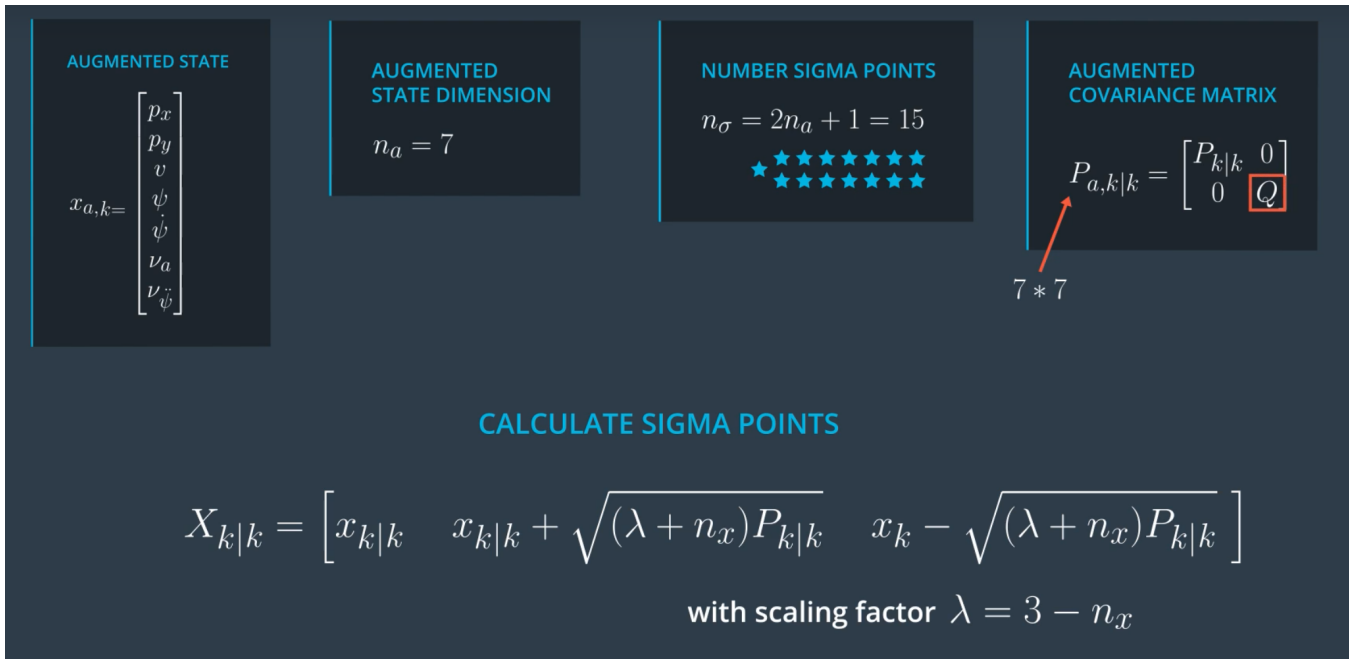 AUGMENTED STATE
x_{a,k=} [p_x p_y v ψ ψ̇ ν_a ν_ψ̈]
AUGMENTED
STATE DIMENSION
n_a = 7
NUMBER SIGMA POINTS
n_σ = 2n_a + 1 = 15
AUGMENTED
COVARIANCE MATRIX
P_{a,k|k} = [P_{k|k} 0
0 Q]
7 * 7
CALCULATE SIGMA POINTS
X_{k|k} = [x_{k|k} x_{k|k} + √((λ + n_x)P_{k|k}) x_k − √((λ + n_x)P_{k|k})]
with scaling factor λ = 3 − n_x